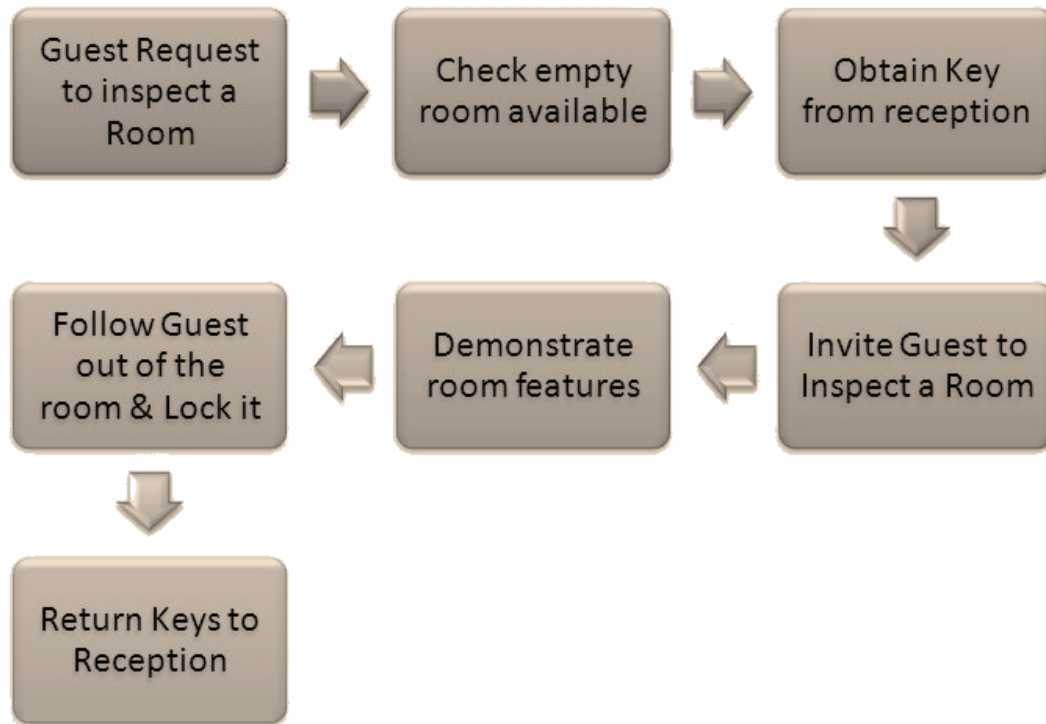 Guest Request
to inspect a
Room
Check empty
room available
Obtain Key
from reception
Invite Guest to
Inspect a Room
Demonstrate
room features
Follow Guest
out of the
room & Lock it
Return Keys to
Reception